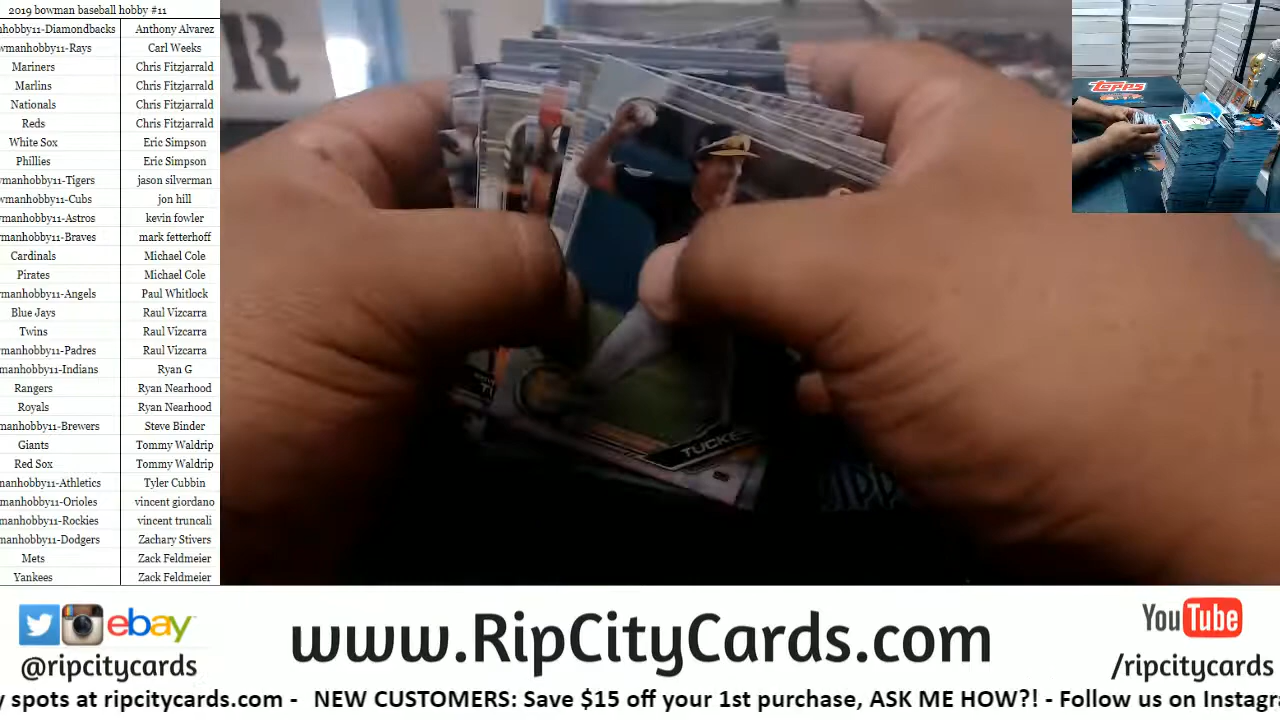 2019 bowman baseball hobby #11
nhobby11-Diamondbacks Anthony Alvarez
wmanhobby11-Rays Carl Weeks
Mariners Chris Fitzjarrald
Marlins Chris Fitzjarrald
Nationals Chris Fitzjarrald
Reds Chris Fitzjarrald
White Sox Eric Simpson
Phillies Eric Simpson
manhobby11-Tigers jason silverman
wmanhobby11-Cubs jon hill
manhobby11-Astros kevin fowler
manhobby11-Braves mark fetterhoff
Cardinals Michael Cole
Pirates Michael Cole
manhobby11-Angels Paul Whitlock
Blue Jays Raul Vizcarra
Twins Raul Vizcarra
manhobby11-Padres Raul Vizcarra
manhobby11-Indians Ryan G
Rangers Ryan Nearhood
Royals Ryan Nearhood
manhobby11-Brewers Steve Binder
Giants Tommy Waldrip
Red Sox Tommy Waldrip
anhobby11-Athletics Tyler Cubbin
manhobby11-Orioles vincent giordano
manhobby11-Rockies vincent truncali
manhobby11-Dodgers Zachary Stivers
Mets Zack Feldmeier
Yankees Zack Feldmeier
TUCKE
Topps
ebay
@ripcitycards
www.RipCityCards.com
YouTube
/ripcitycards
y spots at ripcitycards.com - NEW CUSTOMERS: Save $15 off your 1st purchase, ASK ME HOW?! - Follow us on Instagra